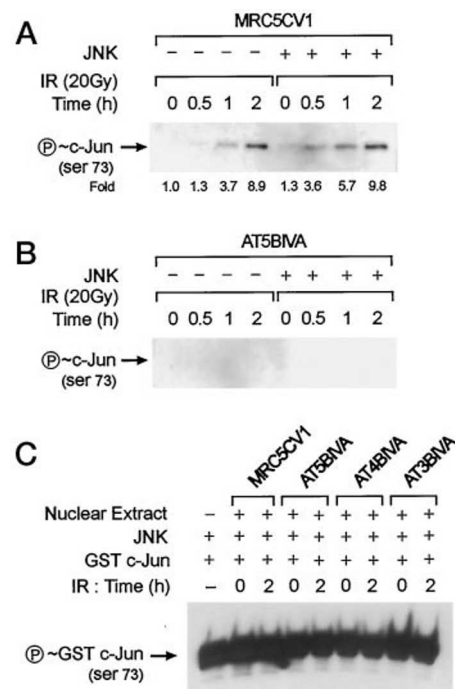 A
MRC5CV1
JNK − − − − + + + +
IR (20Gy)
Time (h) 0 0.5 1 2 0 0.5 1 2
Ⓟ~c-Jun
(ser 73)
Fold 1.0 1.3 3.7 8.9 1.3 3.6 5.7 9.8
B
AT5BIVA
JNK − − − − + + + +
IR (20Gy)
Time (h) 0 0.5 1 2 0 0.5 1 2
Ⓟ~c-Jun
(ser 73)
C
MRC5CV1 AT5BIVA AT4BIVA AT3BIVA
Nuclear Extract − + + + + + + + +
JNK + + + + + + + + +
GST c-Jun + + + + + + + + +
IR : Time (h) − 0 2 0 2 0 2 0 2
Ⓟ~GST c-Jun
(ser 73)